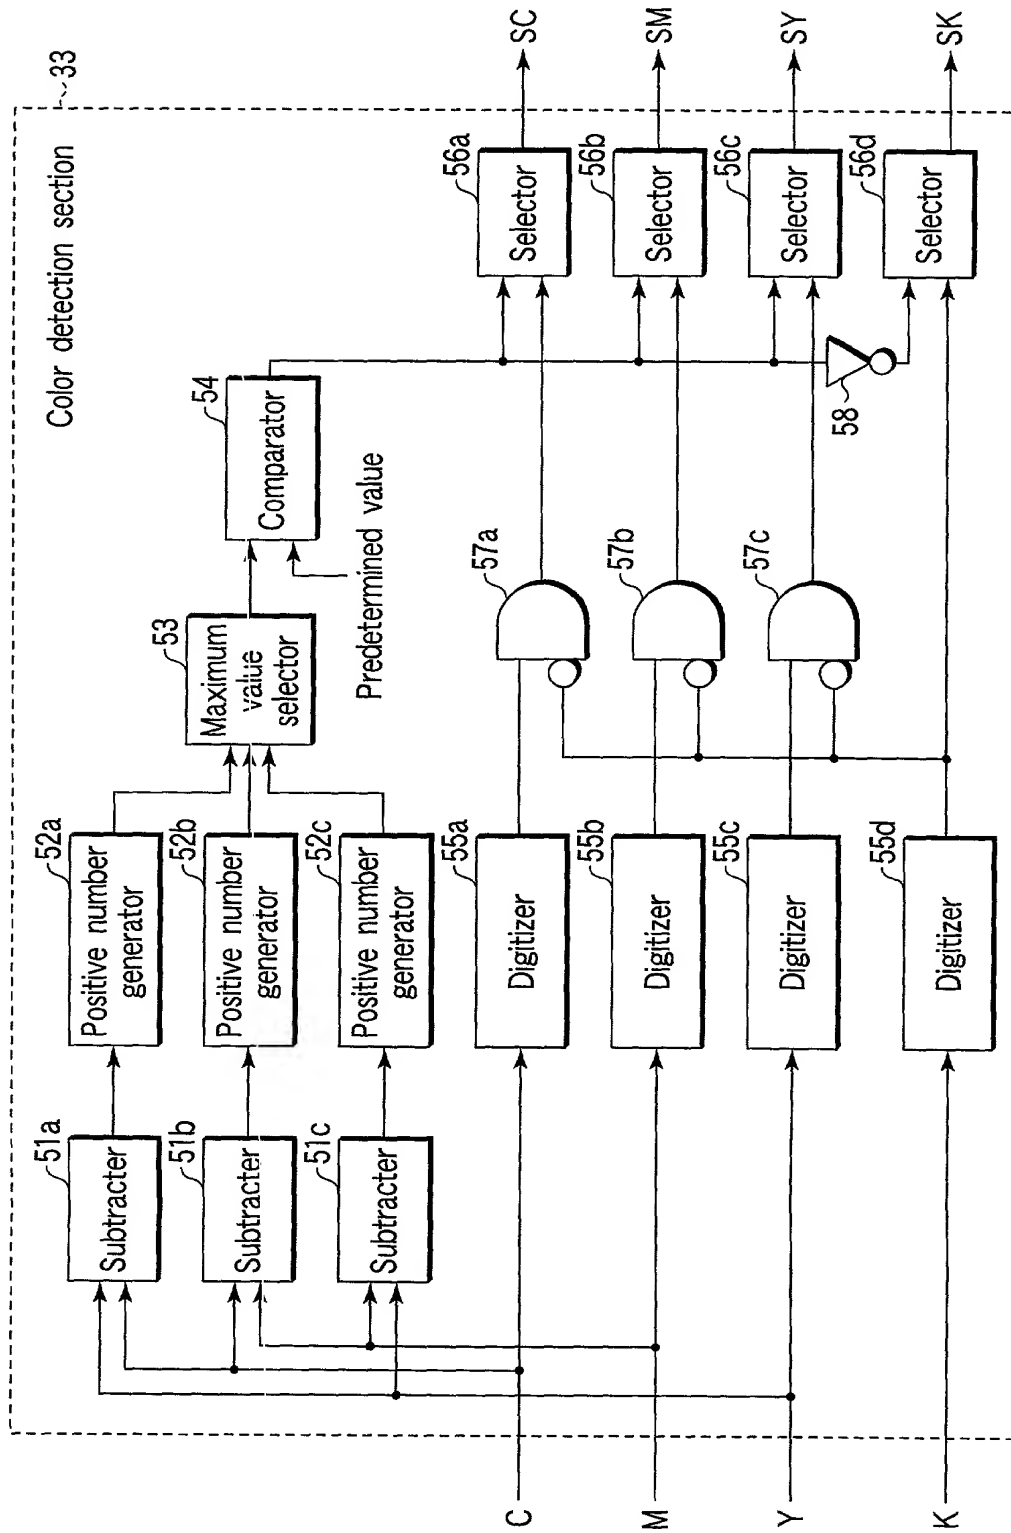 33
Color detection section
51a
Subtracter
52a
Positive number
generator
51b
Subtracter
52b
Positive number
generator
51c
Subtracter
52c
Positive number
generator
53
Maximum
value
selector
54
Comparator
Predetermined value
C
55a
Digitizer
57a
56a
Selector
SC
M
55b
Digitizer
57b
56b
Selector
SM
Y
55c
Digitizer
57c
56c
Selector
SY
58
K
55d
Digitizer
56d
Selector
SK